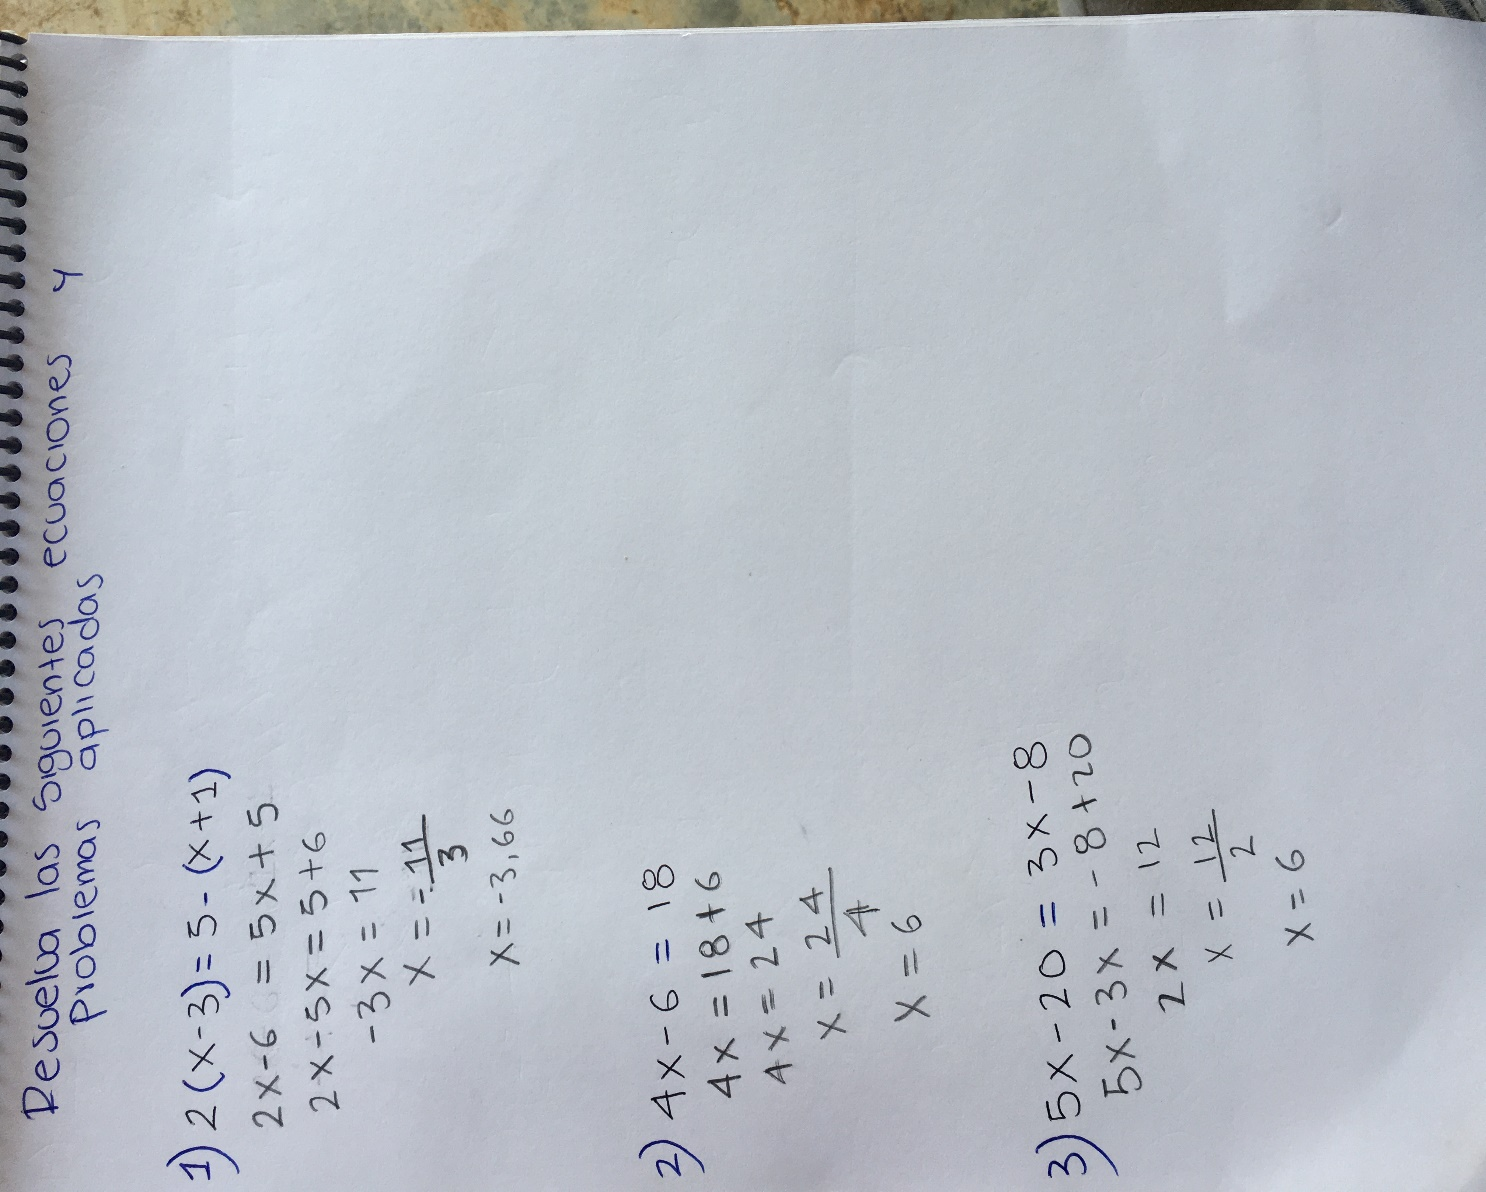 Resuelva las siguientes ecuaciones y
problemas aplicadas
1) 2(x-3)=5-(x+1)
2x-6=5x+5
2x-5x=5+6
-3x=11
x=-11/3
x=-3,66
2) 4x-6=18
4x=18+6
4x=24
x=24/4
x=6
3) 5x-20=3x-8
5x-3x=-8+20
2x=12
x=12/2
x=6